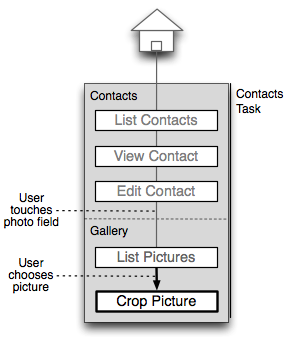 Contacts
Contacts
Task
List Contacts
View Contact
Edit Contact
User
touches
photo field
Gallery
List Pictures
User
chooses
picture
Crop Picture